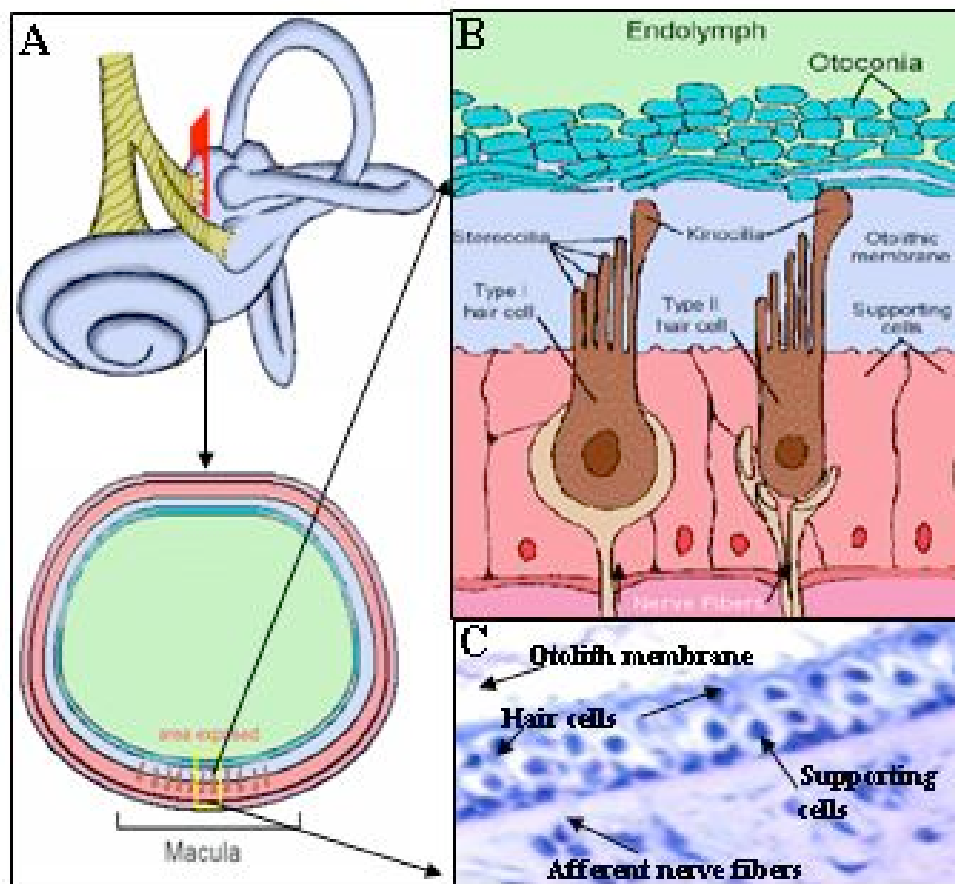 A
area exposed
Macula
B
Endolymph
Otoconia
Stereocilia
Kinocilia
Otolithic
membrane
Type I
hair cell
Type II
hair cell
Supporting
cells
Nerve Fibers
C
Otolith membrane
Hair cells
Supporting
cells
Afferent nerve fibers